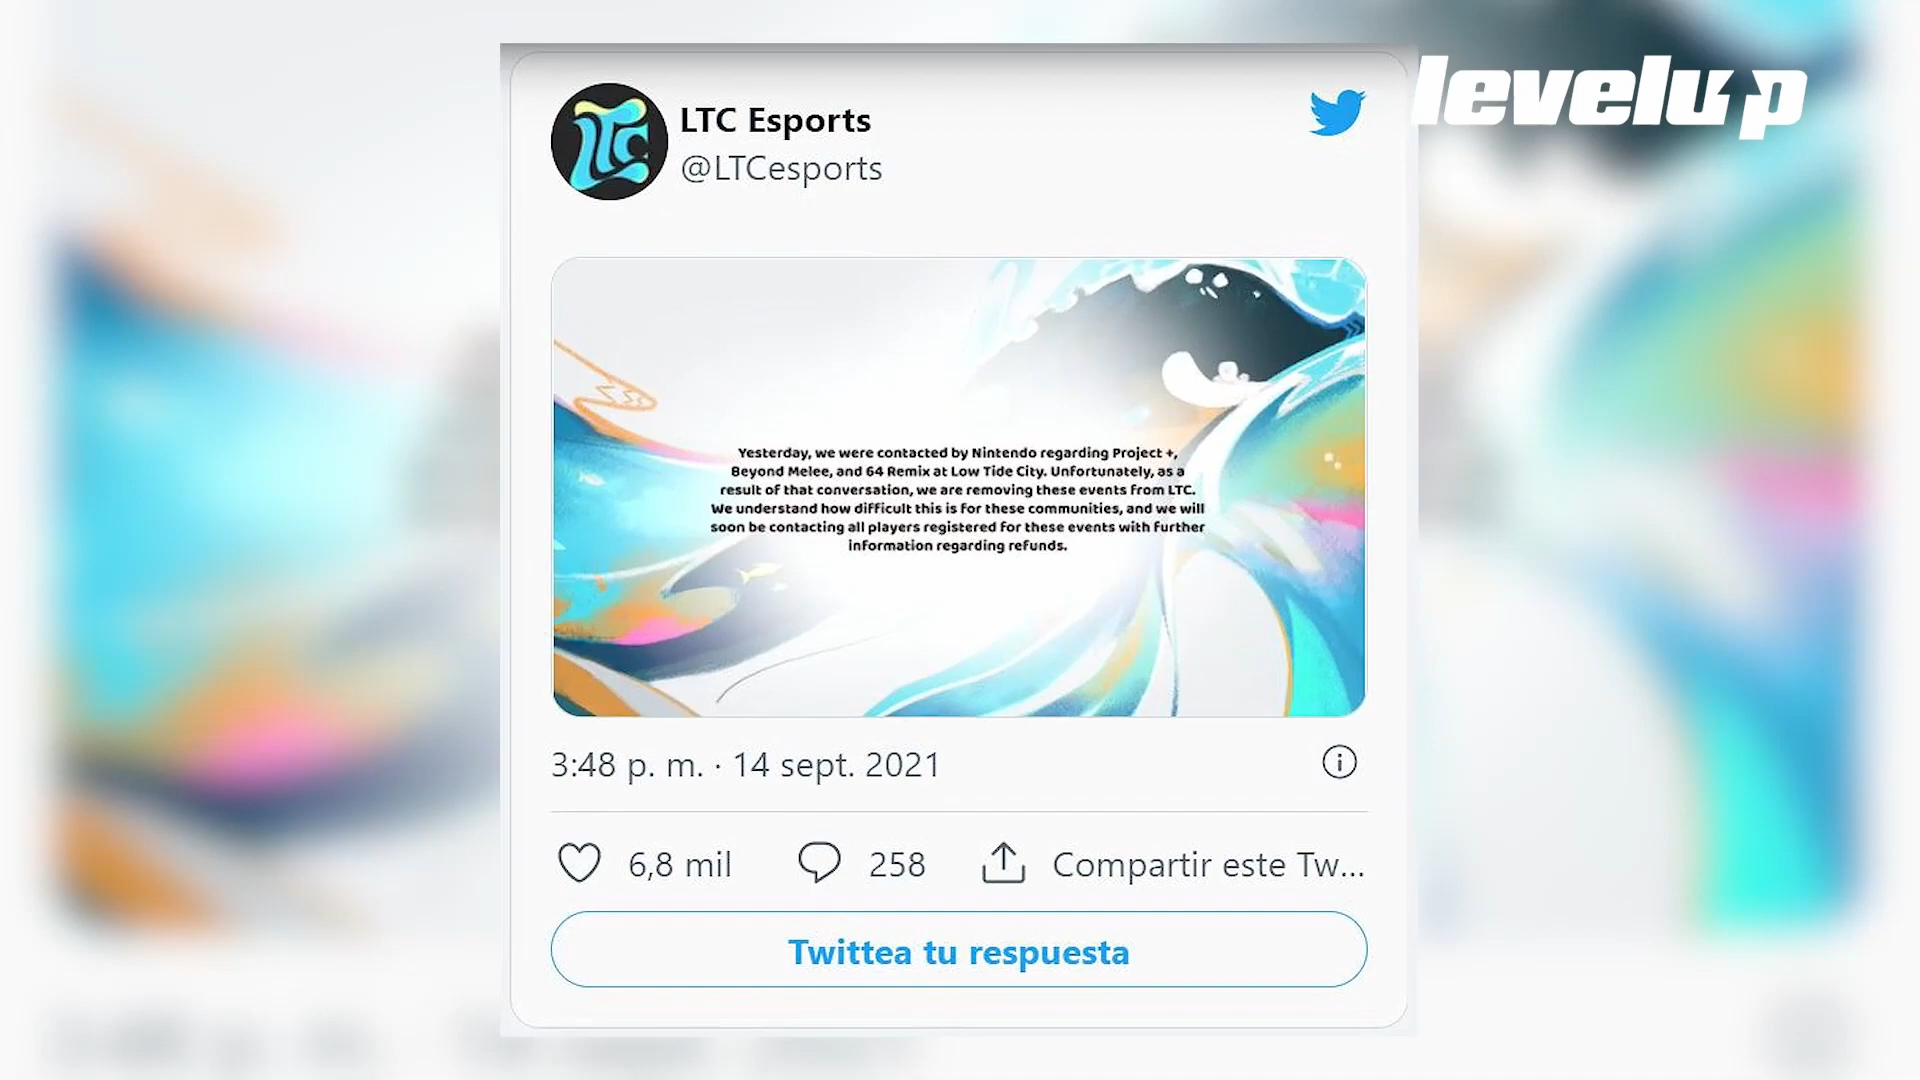 levelup
LTC
LTC Esports
@LTCesports
Yesterday, we were contacted by Nintendo regarding Project +,
Beyond Melee, and 64 Remix at Low Tide City. Unfortunately, as a
result of that conversation, we are removing these events from LTC.
We understand how difficult this is for these communities, and we will
soon be contacting all players registered for these events with further
information regarding refunds.
3:48 p. m. · 14 sept. 2021
6,8 mil
258
Compartir este Tw...
Twittea tu respuesta